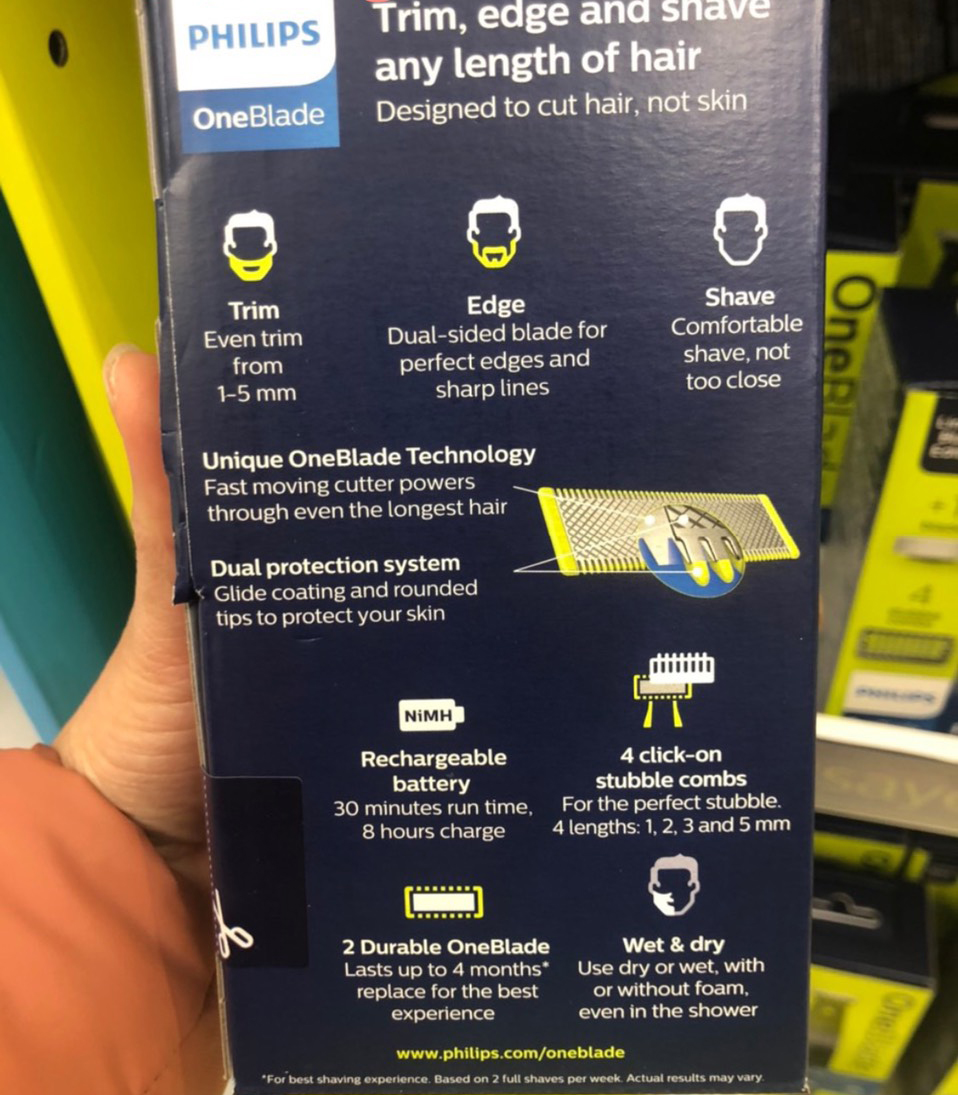 PHILIPS
OneBlade
Trim, edge and shave
any length of hair
Designed to cut hair, not skin
Trim
Even trim
from
1-5 mm
Edge
Dual-sided blade for
perfect edges and
sharp lines
Shave
Comfortable
shave, not
too close
Unique OneBlade Technology
Fast moving cutter powers
through even the longest hair
Dual protection system
Glide coating and rounded
tips to protect your skin
NiMH
Rechargeable
battery
30 minutes run time,
8 hours charge
4 click-on
stubble combs
For the perfect stubble.
4 lengths: 1, 2, 3 and 5 mm
2 Durable OneBlade
Lasts up to 4 months*
replace for the best
experience
Wet & dry
Use dry or wet, with
or without foam,
even in the shower
www.philips.com/oneblade
*For best shaving experience. Based on 2 full shaves per week. Actual results may vary.
OneBlade
PHILIPS
OneBlade